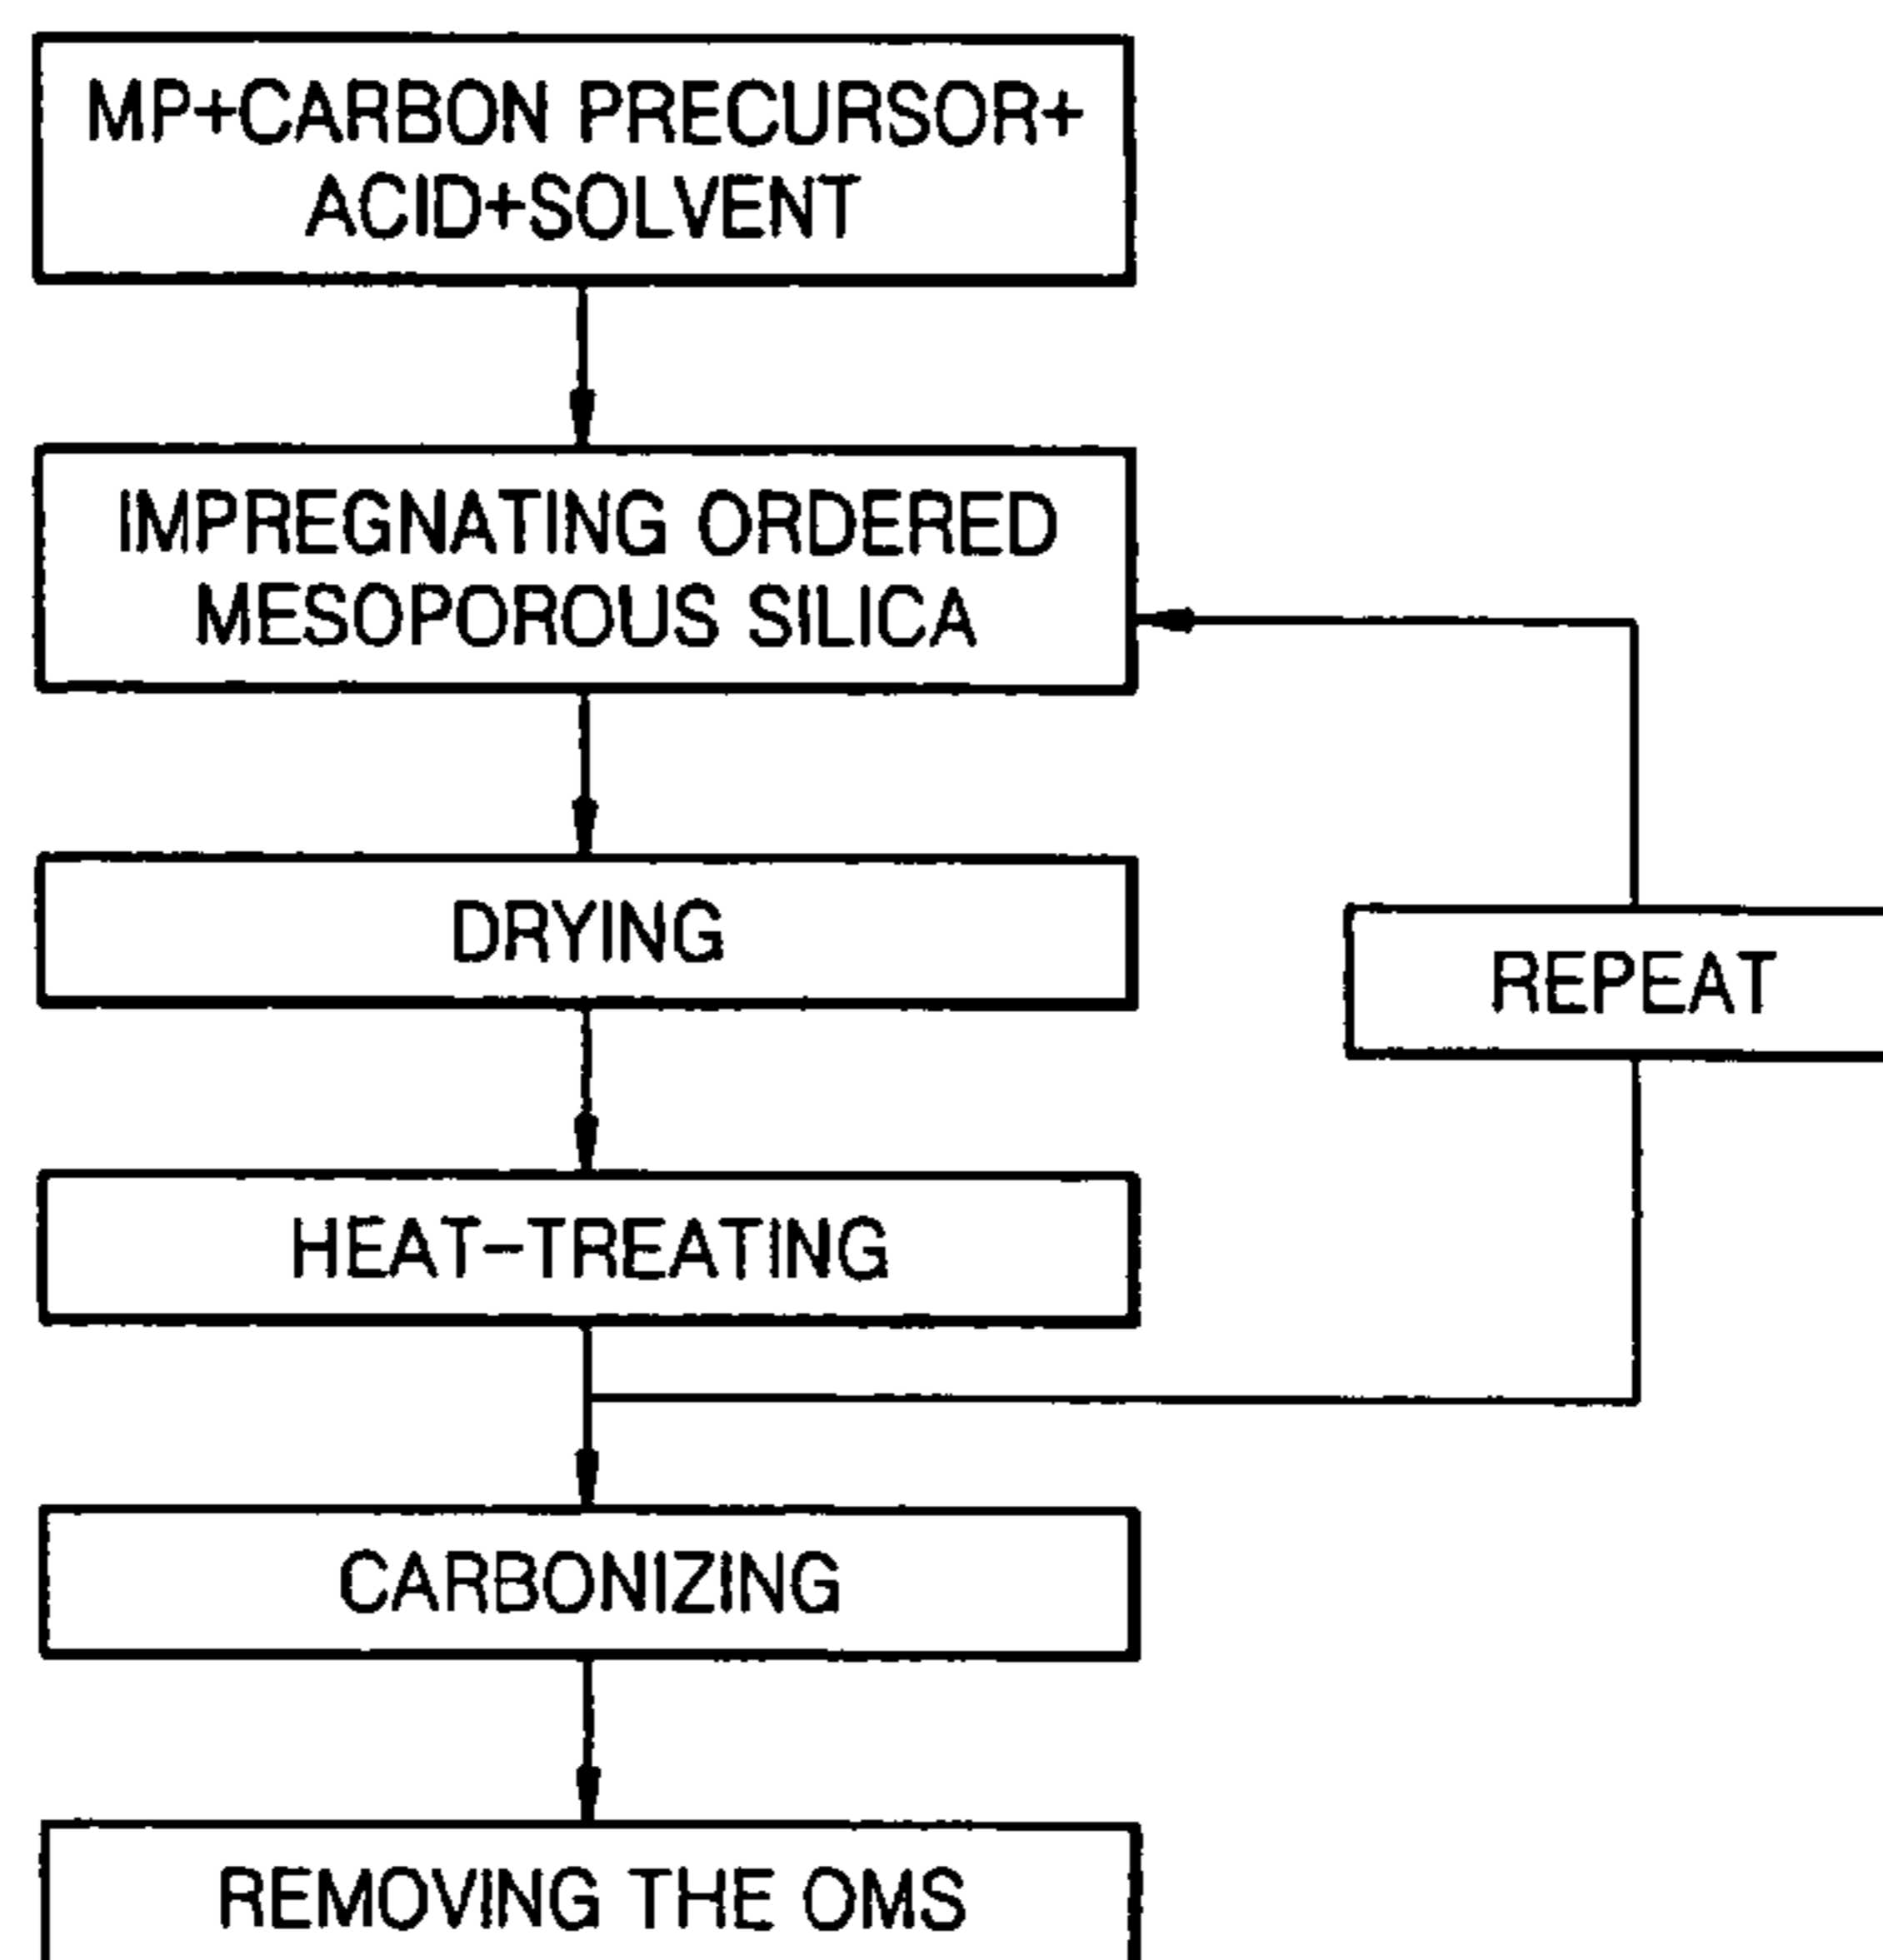 MP+CARBON PRECURSOR+
ACID+SOLVENT
IMPREGNATING ORDERED
MESOPOROUS SILICA
DRYING
REPEAT
HEAT-TREATING
CARBONIZING
REMOVING THE OMS